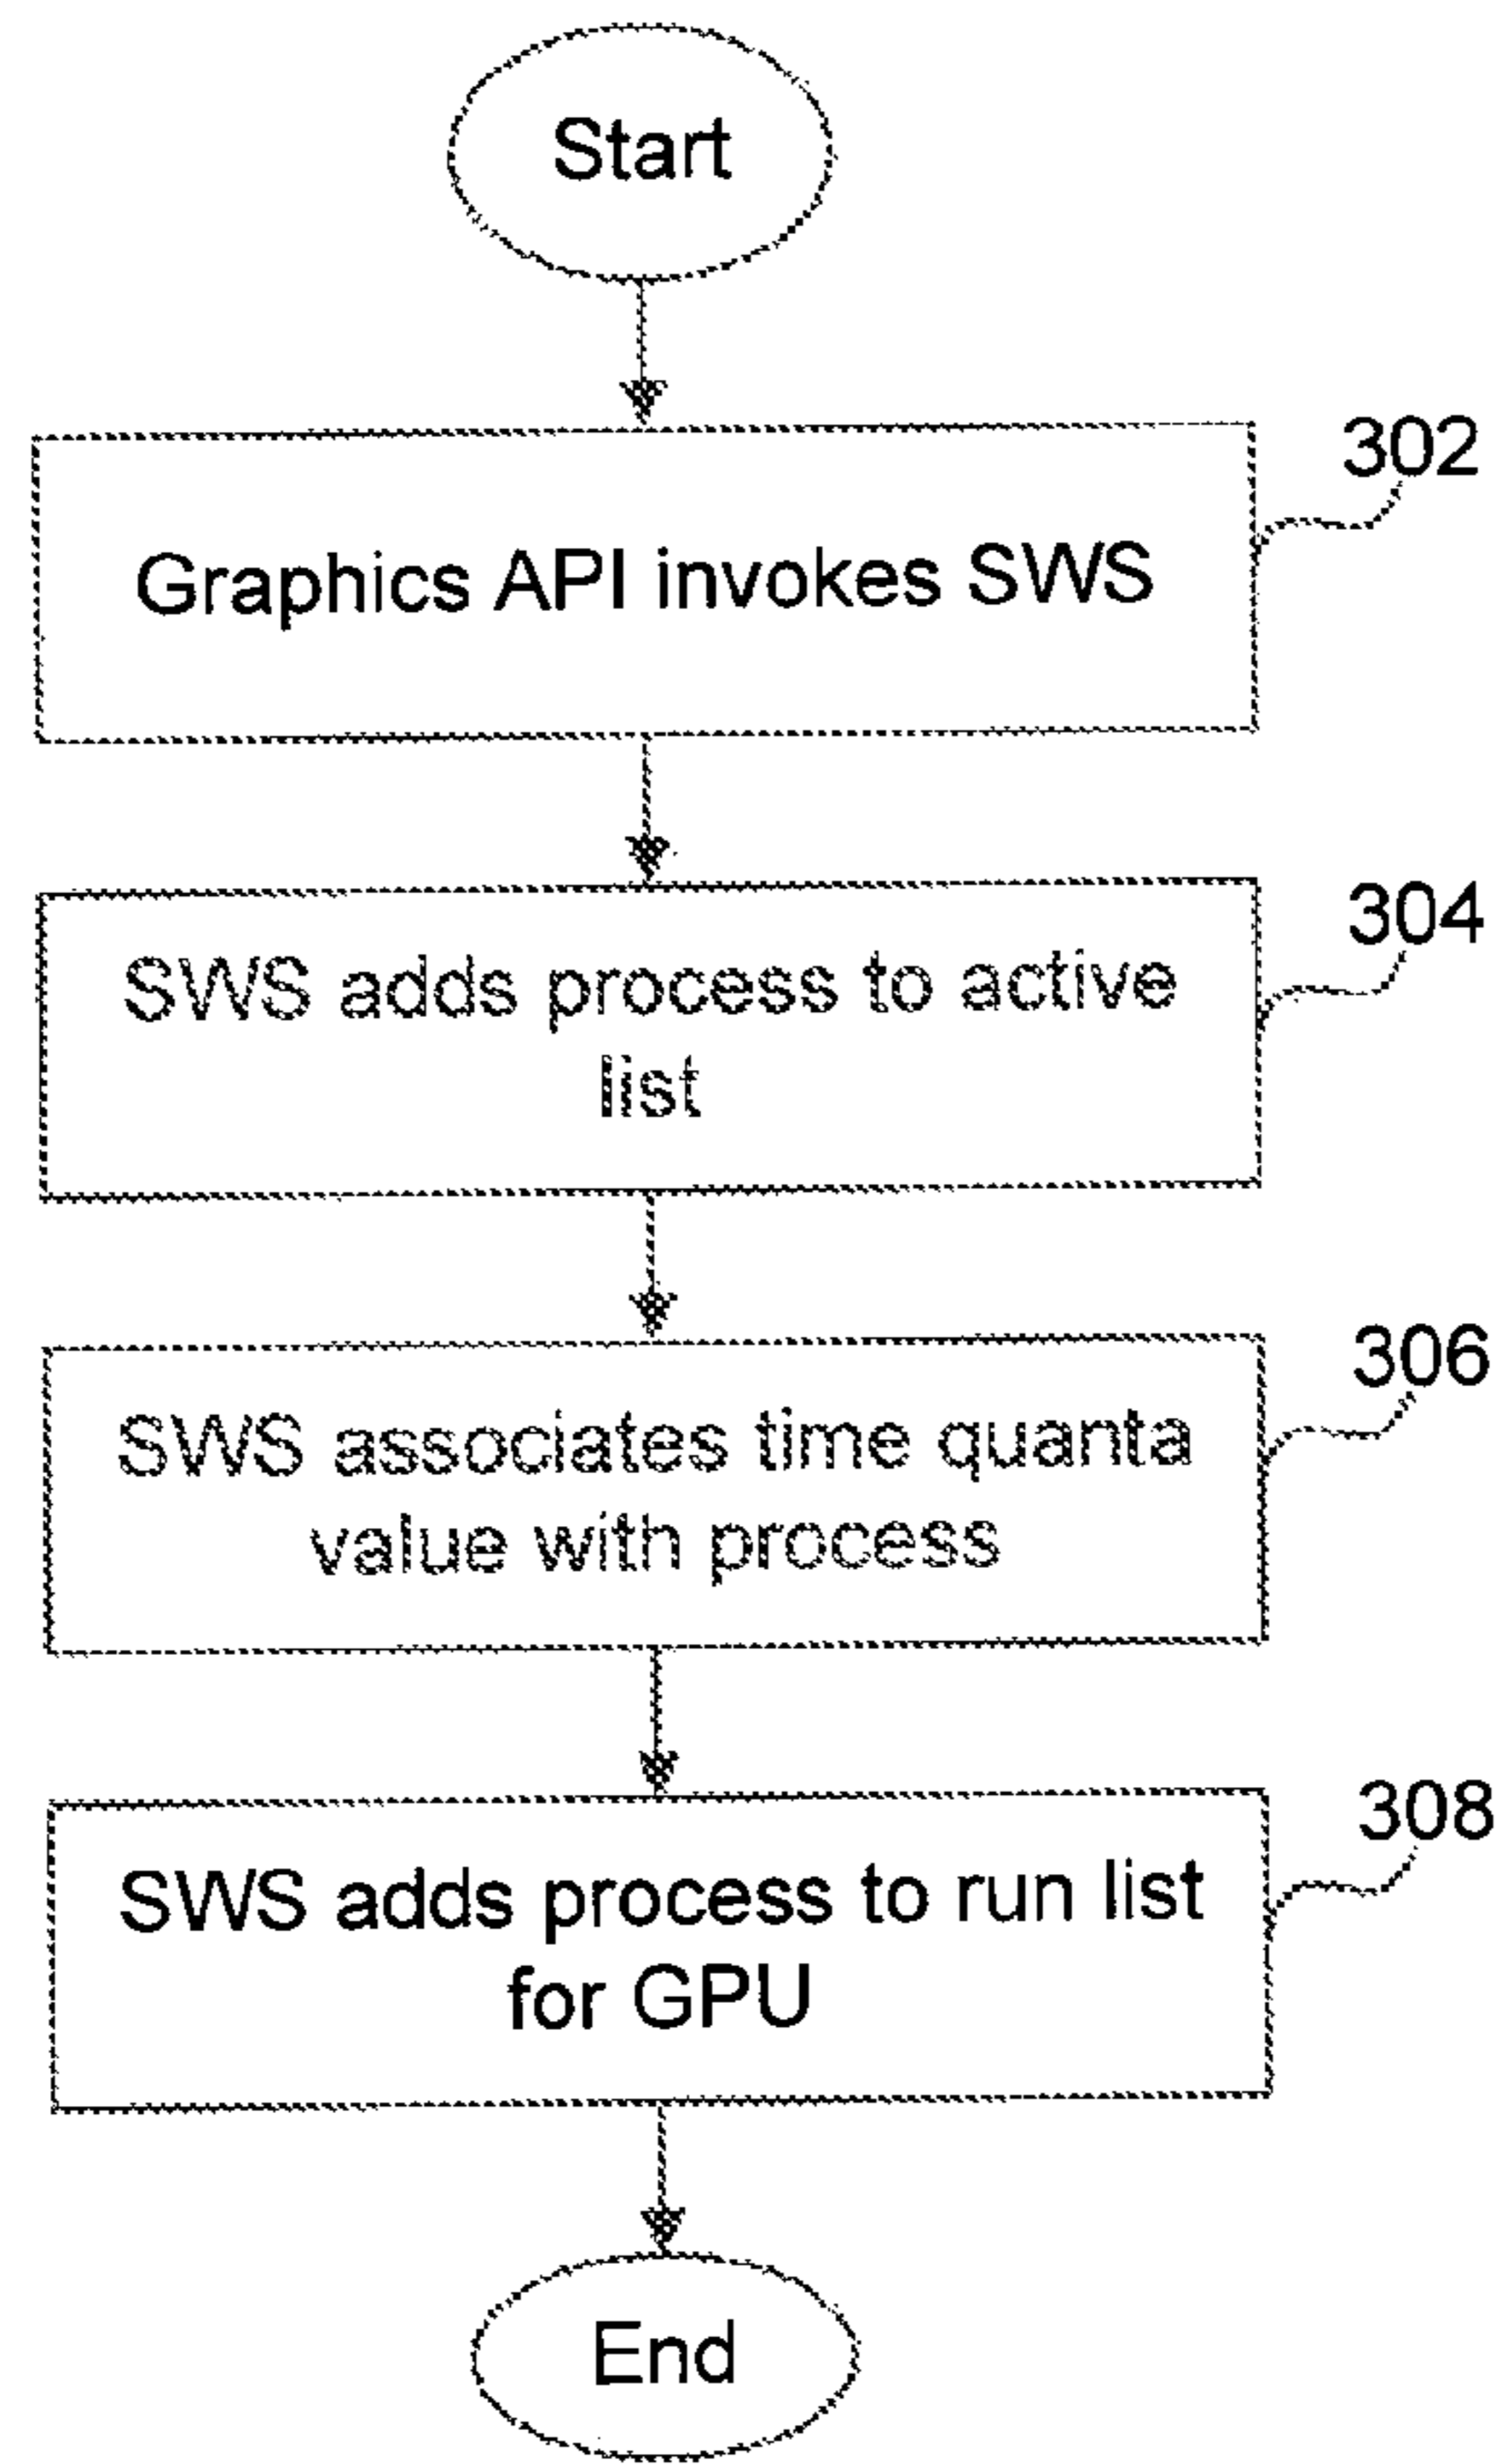 Start
302
Graphics API invokes SWS
304
SWS adds process to active
list
306
SWS associates time quanta
value with process
308
SWS adds process to run list
for GPU
End